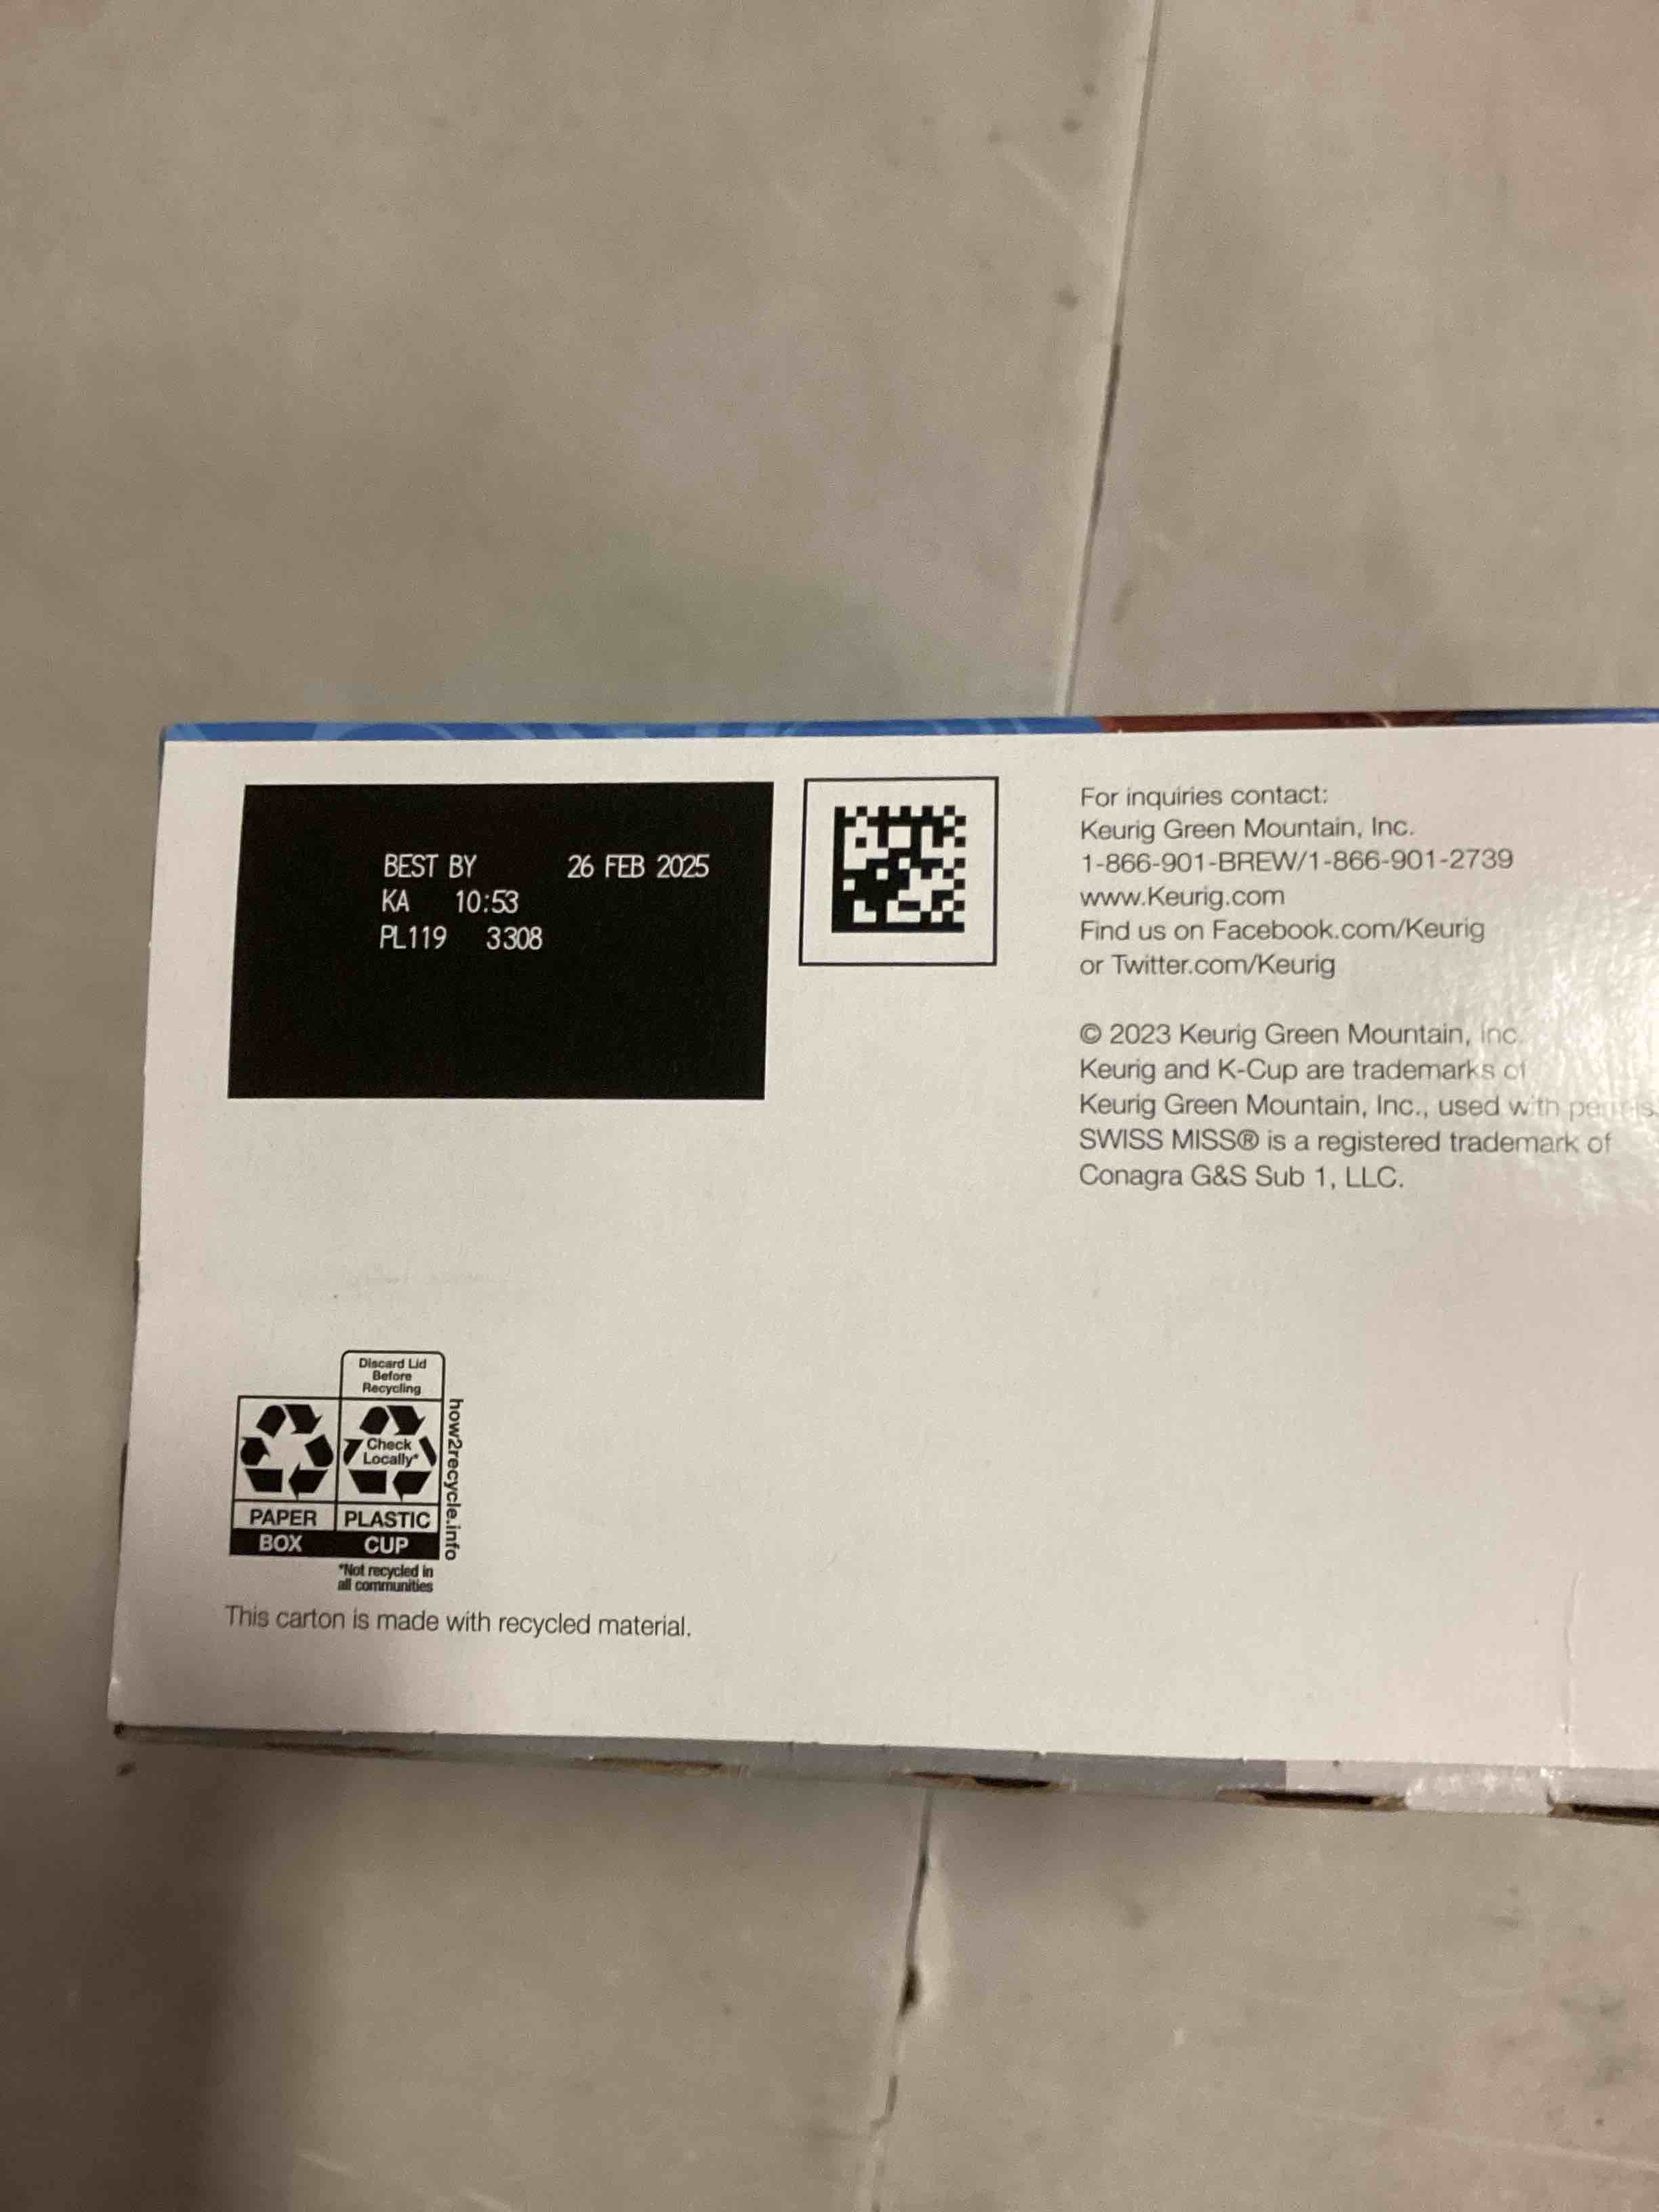 BEST BY 26 FEB 2025
KA 10:53
PL119 3308
For inquiries contact:
Keurig Green Mountain, Inc.
1-866-901-BREW/1-866-901-2739
www.Keurig.com
Find us on Facebook.com/Keurig
or Twitter.com/Keurig
© 2023 Keurig Green Mountain, Inc.
Keurig and K-Cup are trademarks of
Keurig Green Mountain, Inc., used with
SWISS MISS® is a registered trademark of
Conagra G&S Sub 1, LLC.
Discard Lid
Before
Recycling
Check
Locally*
PAPER
BOX
PLASTIC
CUP
how2recycle.info
*Not recycled in
all communities
This carton is made with recycled material.